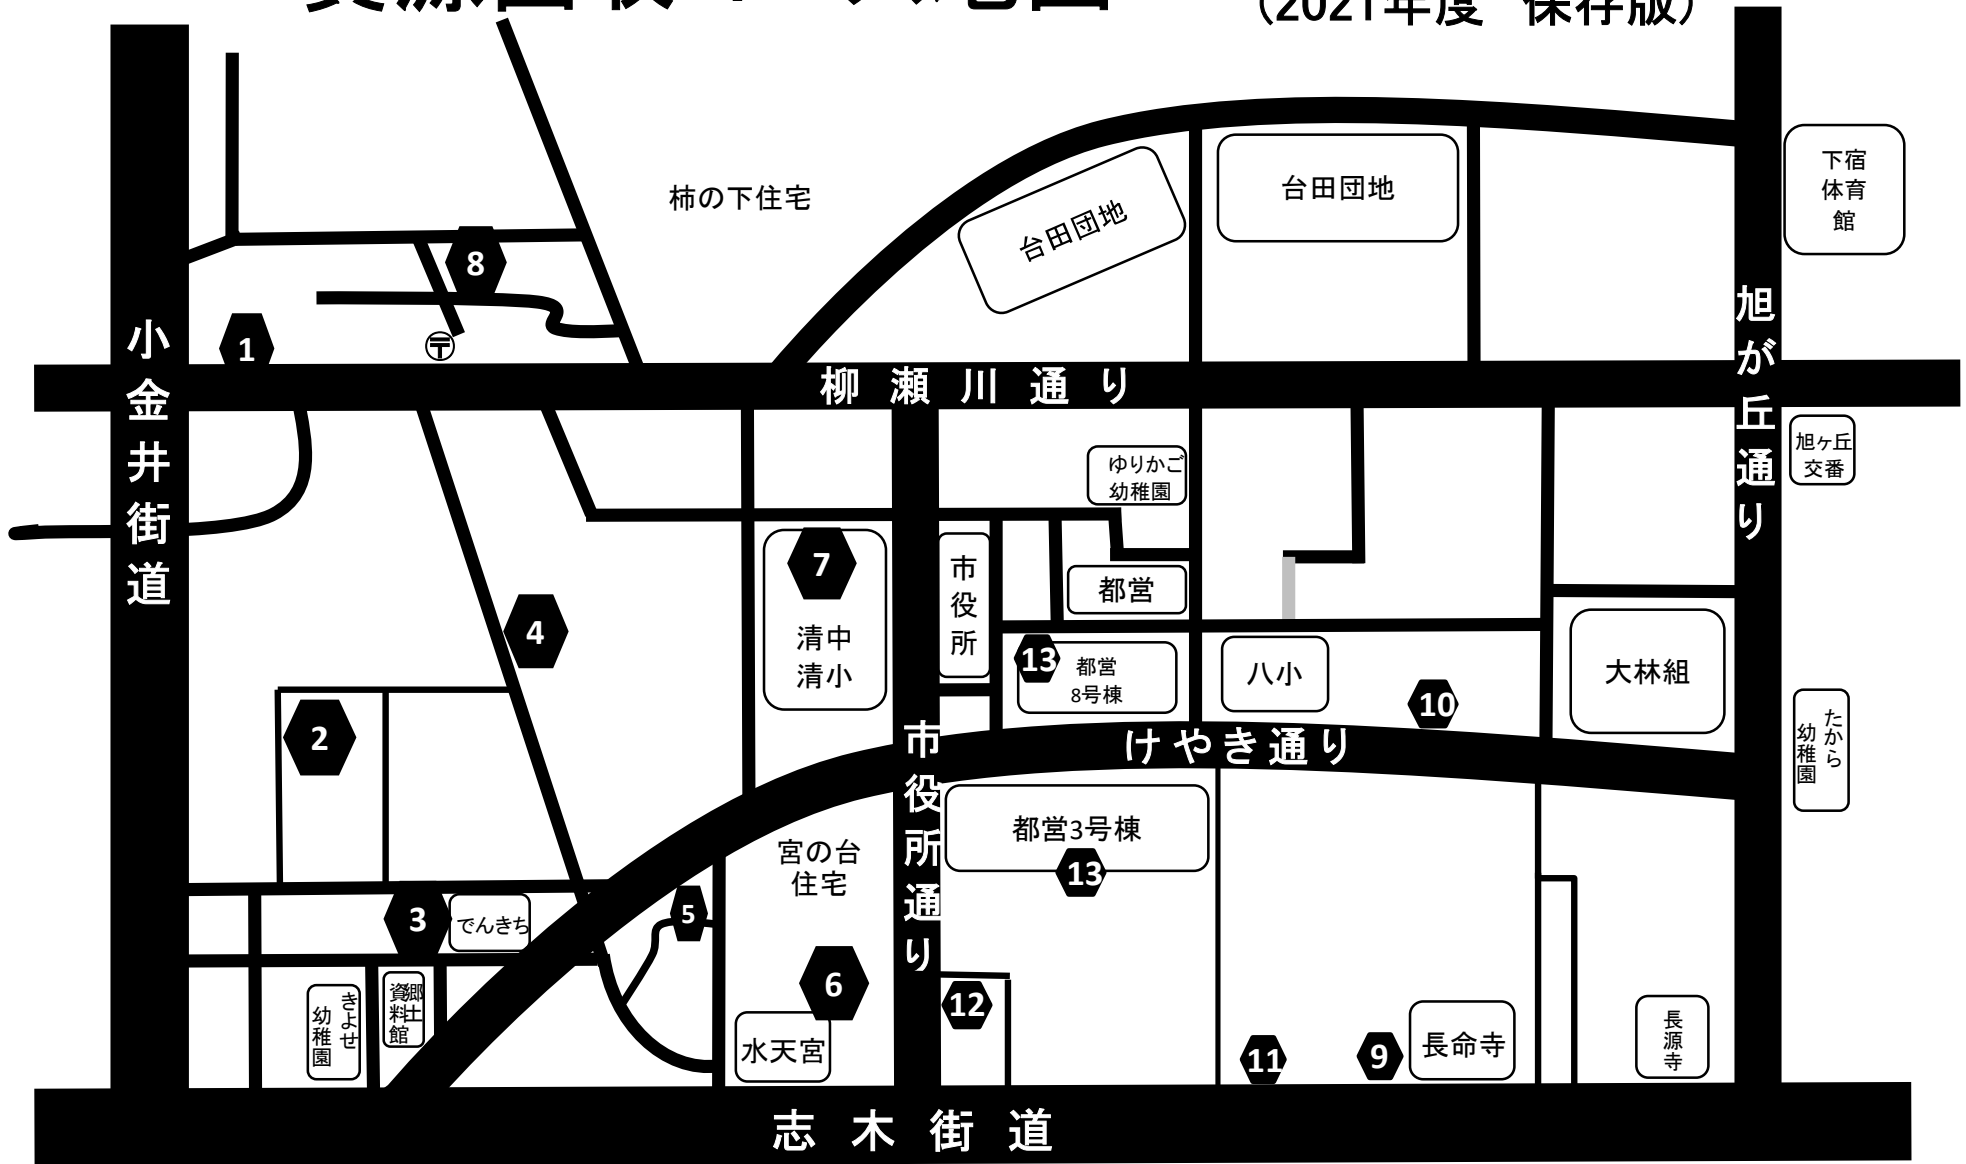 (2021年度 保存版)
柿の下住宅
台田団地
台田団地
下宿
体育
館
8
1
〒
小金井街道
柳瀬川通り
旭が丘通り
旭ヶ丘
交番
ゆりかご
幼稚園
7
清中
清小
市役所
都営
4
13
都営
8号棟
八小
10
大林組
2
市役所通り
けやき通り
たから
幼稚園
宮の台
住宅
都営3号棟
13
3
でんきち
5
6
12
きよせ
幼稚園
郷土
資料館
水天宮
11
9
長命寺
長源寺
志木街道